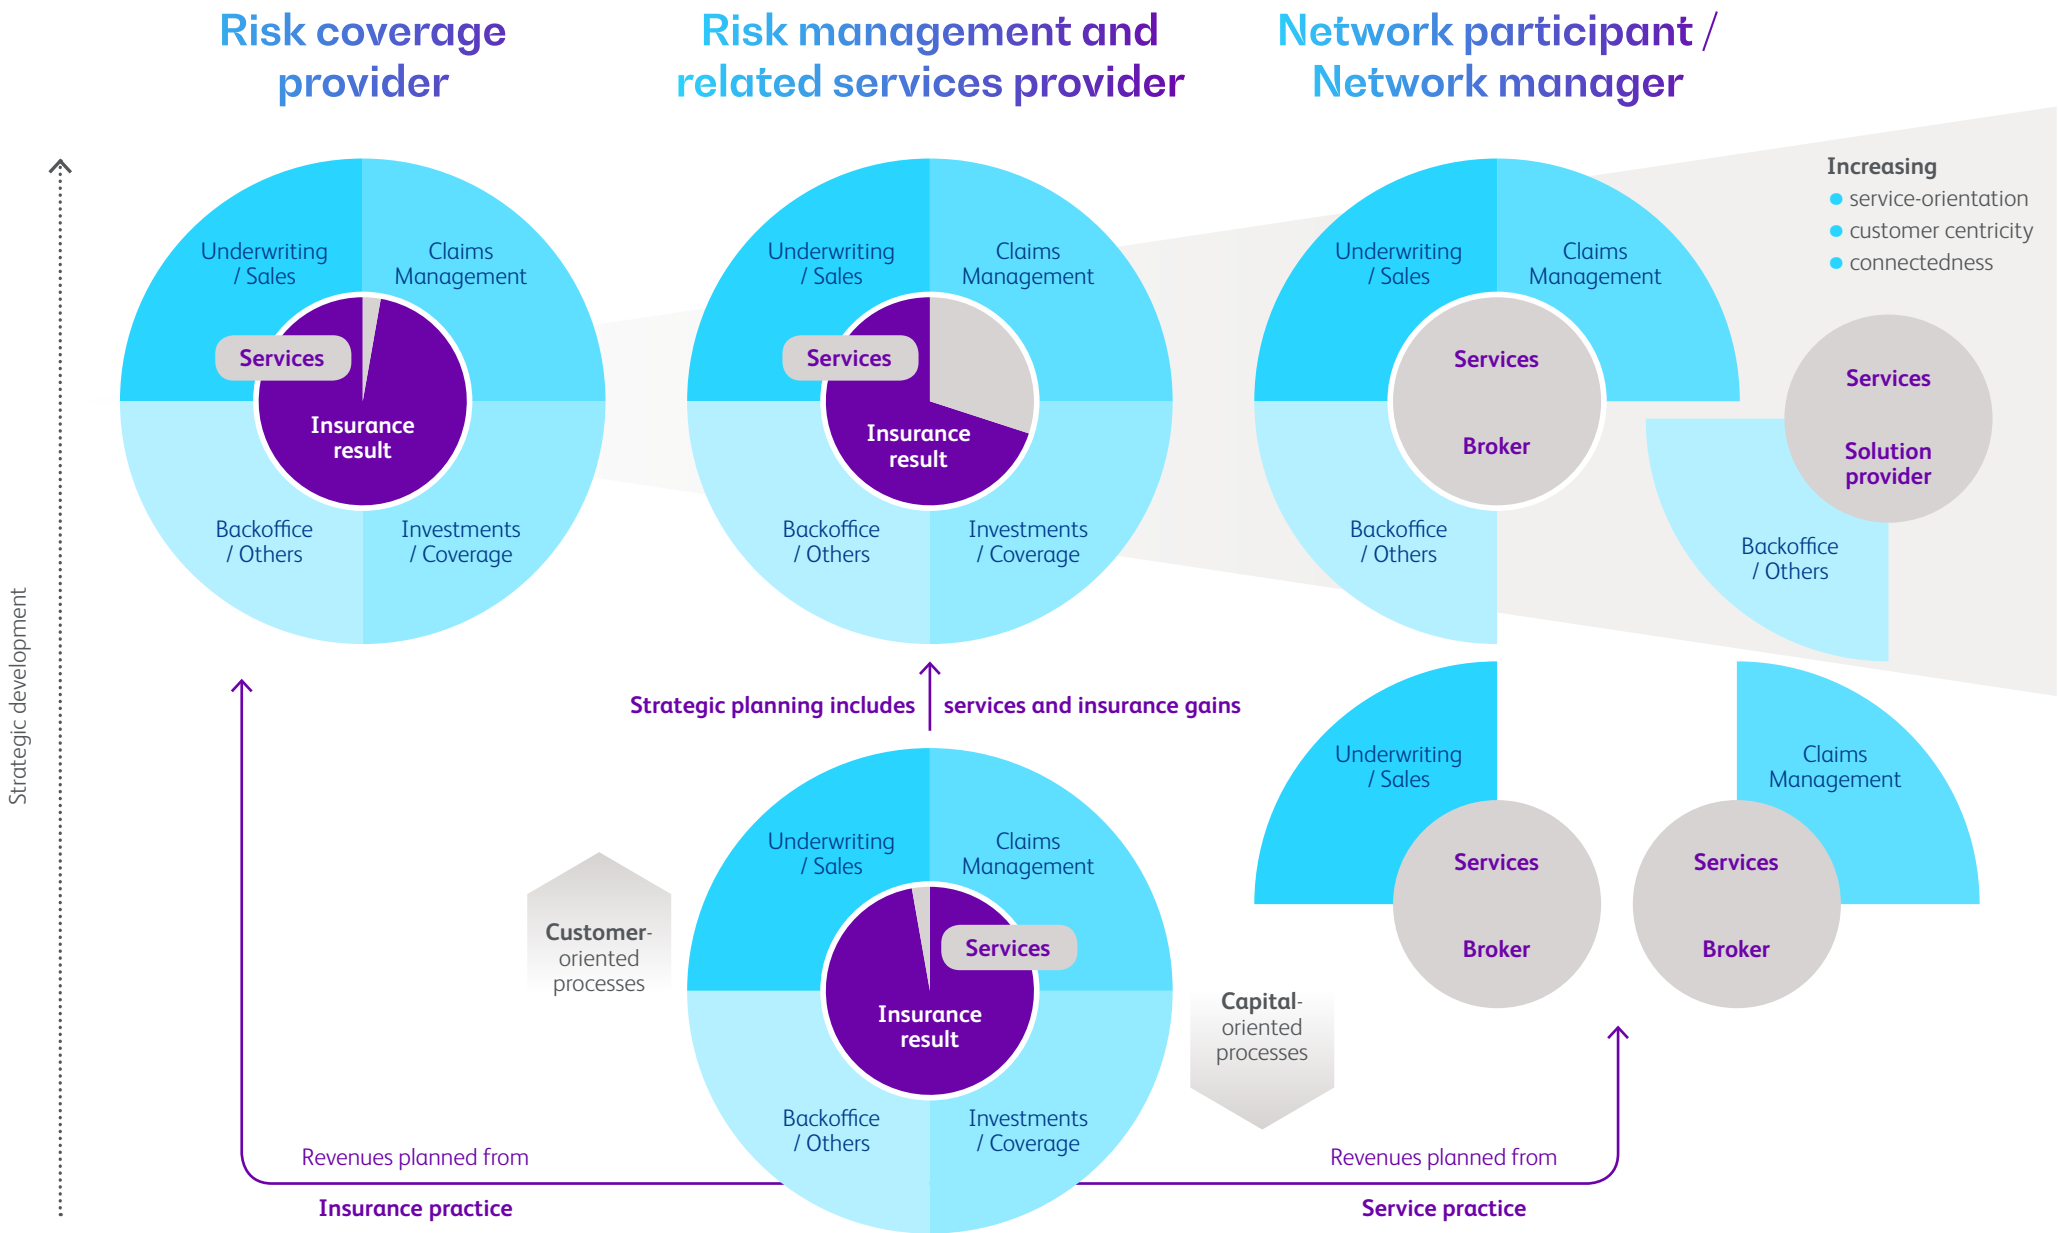 Risk coverage
provider
Risk management and
related services provider
Network participant /
Network manager
Increasing
service-orientation
customer centricity
connectedness
Strategic development
Underwriting
/ Sales
Claims
Management
Services
Insurance
result
Backoffice
/ Others
Investments
/ Coverage
Underwriting
/ Sales
Claims
Management
Services
Insurance
result
Backoffice
/ Others
Investments
/ Coverage
Underwriting
/ Sales
Claims
Management
Services
Broker
Backoffice
/ Others
Services
Solution
provider
Backoffice
/ Others
Strategic planning includes services and insurance gains
Customer-
oriented
processes
Underwriting
/ Sales
Claims
Management
Services
Insurance
result
Backoffice
/ Others
Investments
/ Coverage
Capital-
oriented
processes
Underwriting
/ Sales
Services
Broker
Claims
Management
Services
Broker
Revenues planned from
Insurance practice
Revenues planned from
Service practice